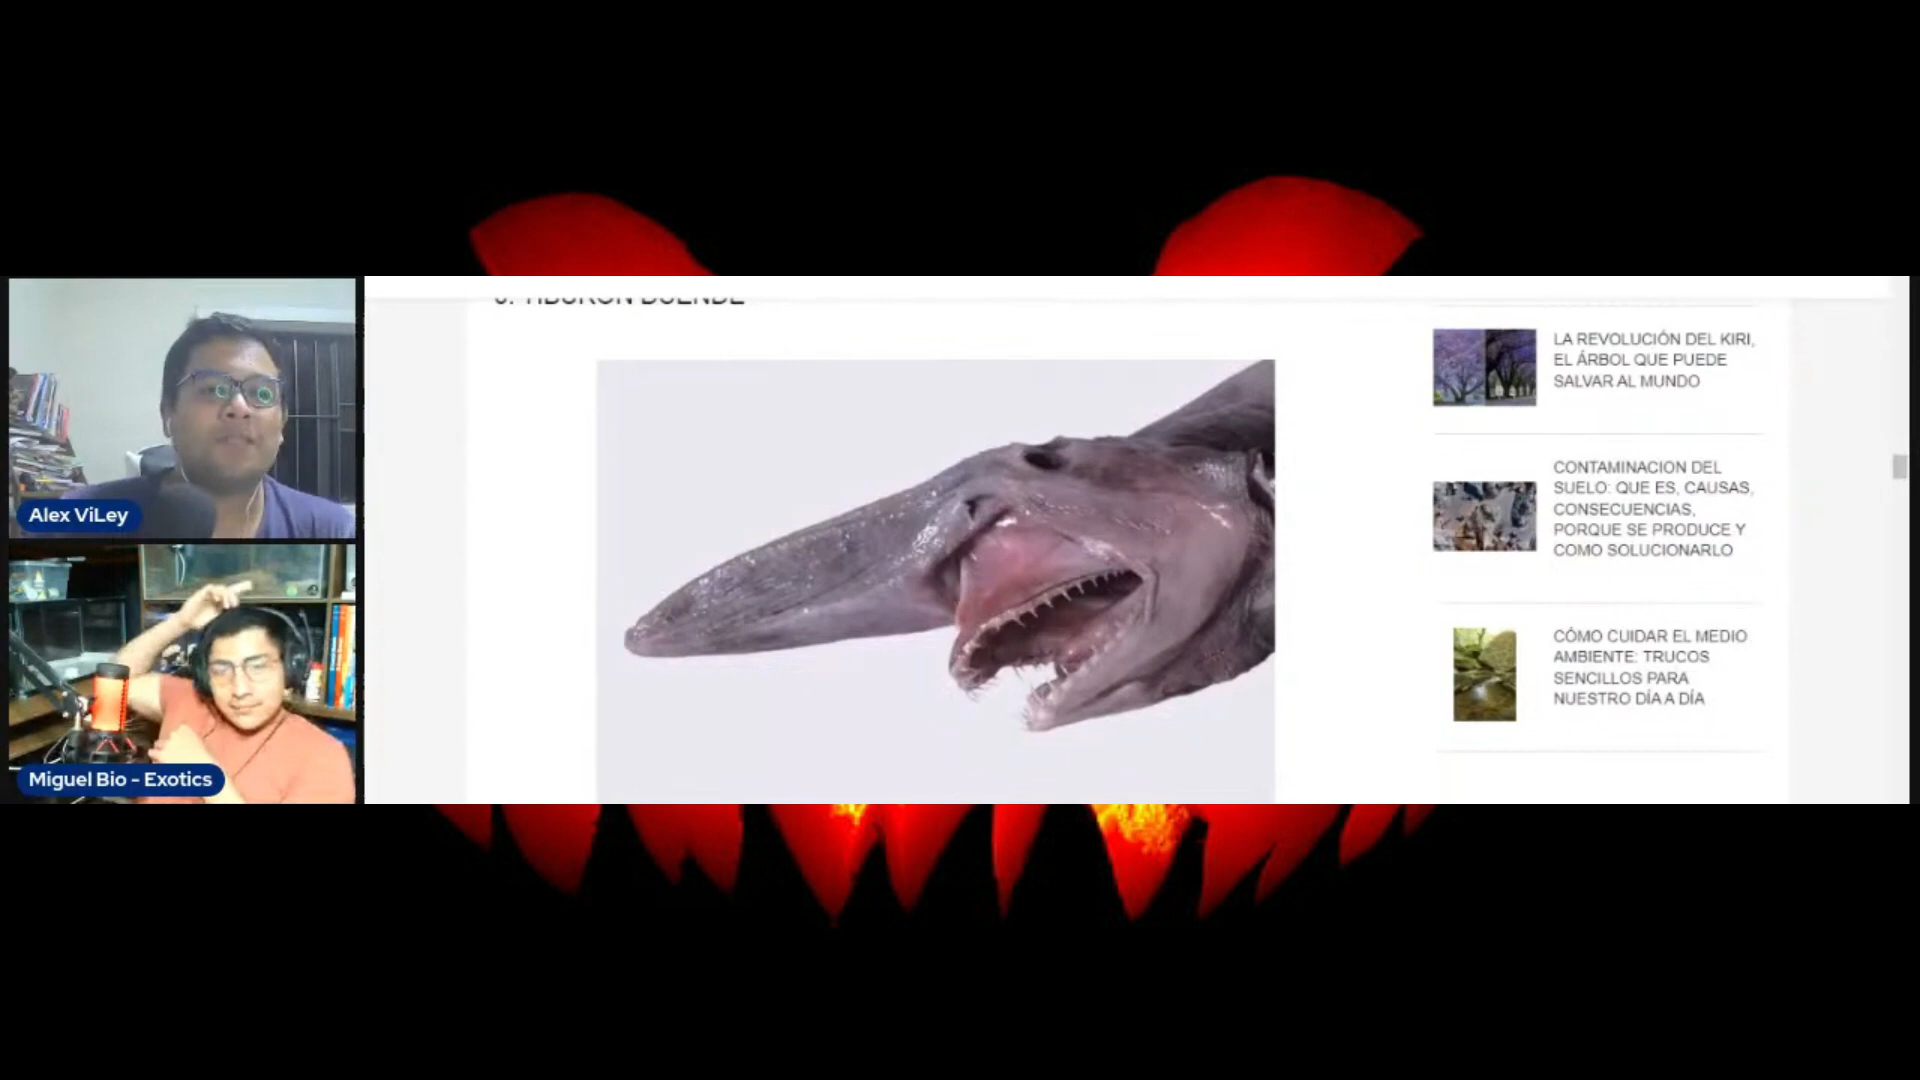 Alex ViLey
Miguel Bio - Exotics
TIBURON DUENDE
LA REVOLUCIÓN DEL KIRI,
EL ÁRBOL QUE PUEDE
SALVAR AL MUNDO
CONTAMINACION DEL
SUELO: QUE ES, CAUSAS,
CONSECUENCIAS,
PORQUE SE PRODUCE Y
COMO SOLUCIONARLO
CÓMO CUIDAR EL MEDIO
AMBIENTE: TRUCOS
SENCILLOS PARA
NUESTRO DÍA A DÍA